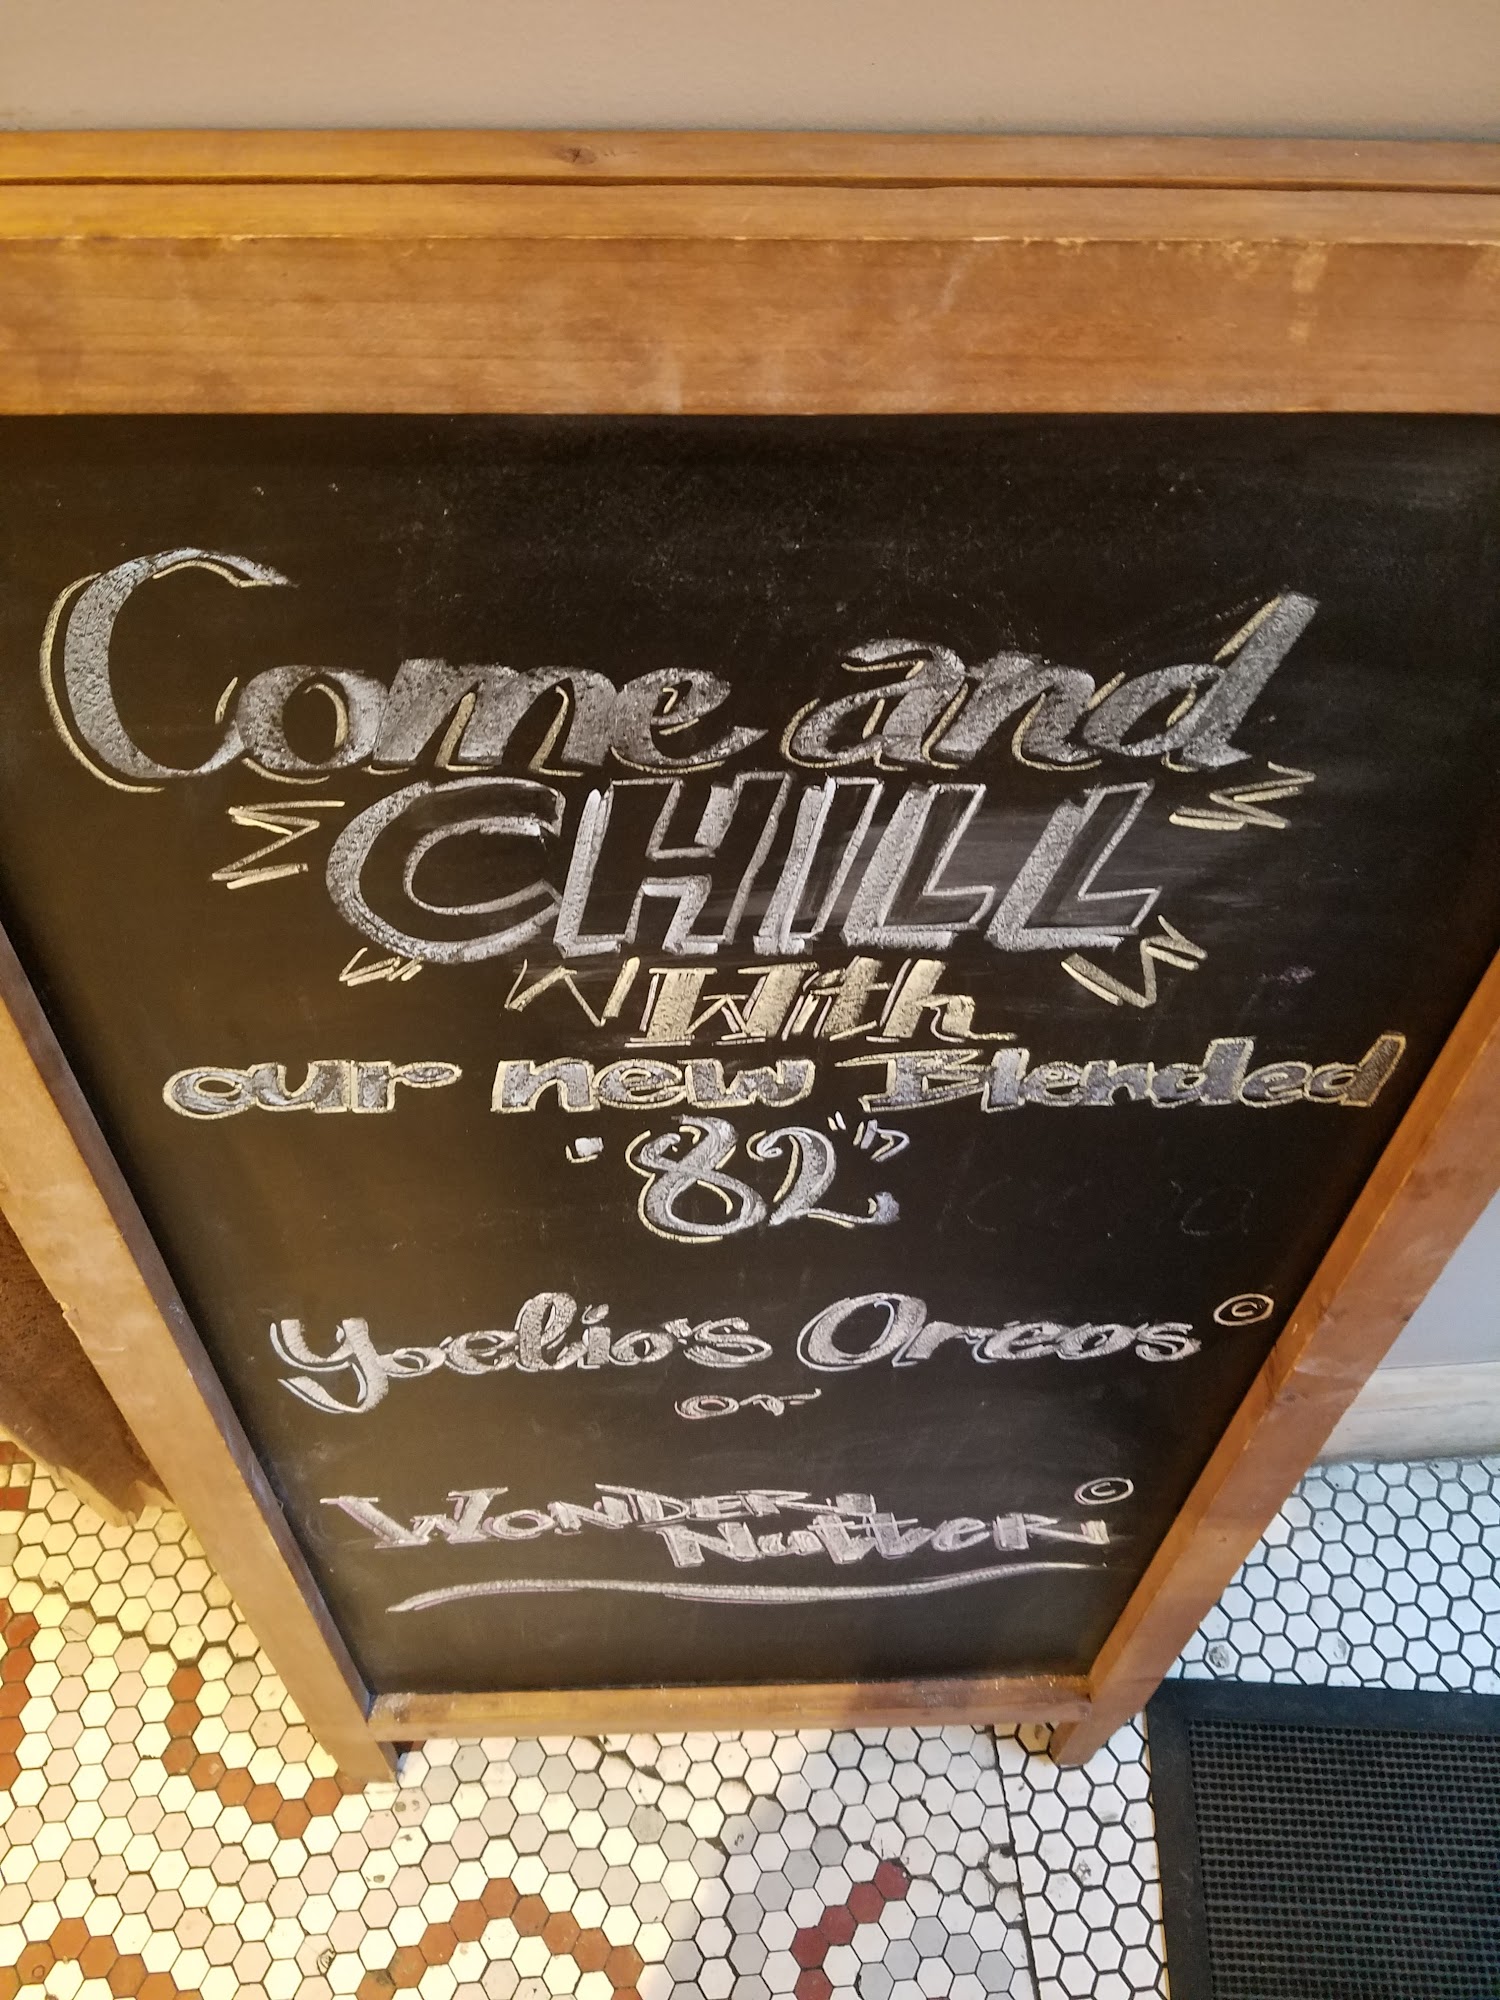 Come and
CHILL
with
our new Blended
"82"
Yoelio's Oreos ©
or
WONDER
NuttER ©